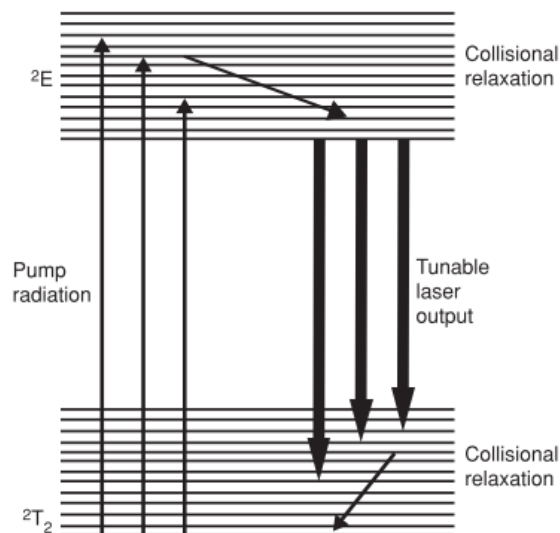 Collisional
relaxation
²E
Pump
radiation
Tunable
laser
output
Collisional
relaxation
²T₂